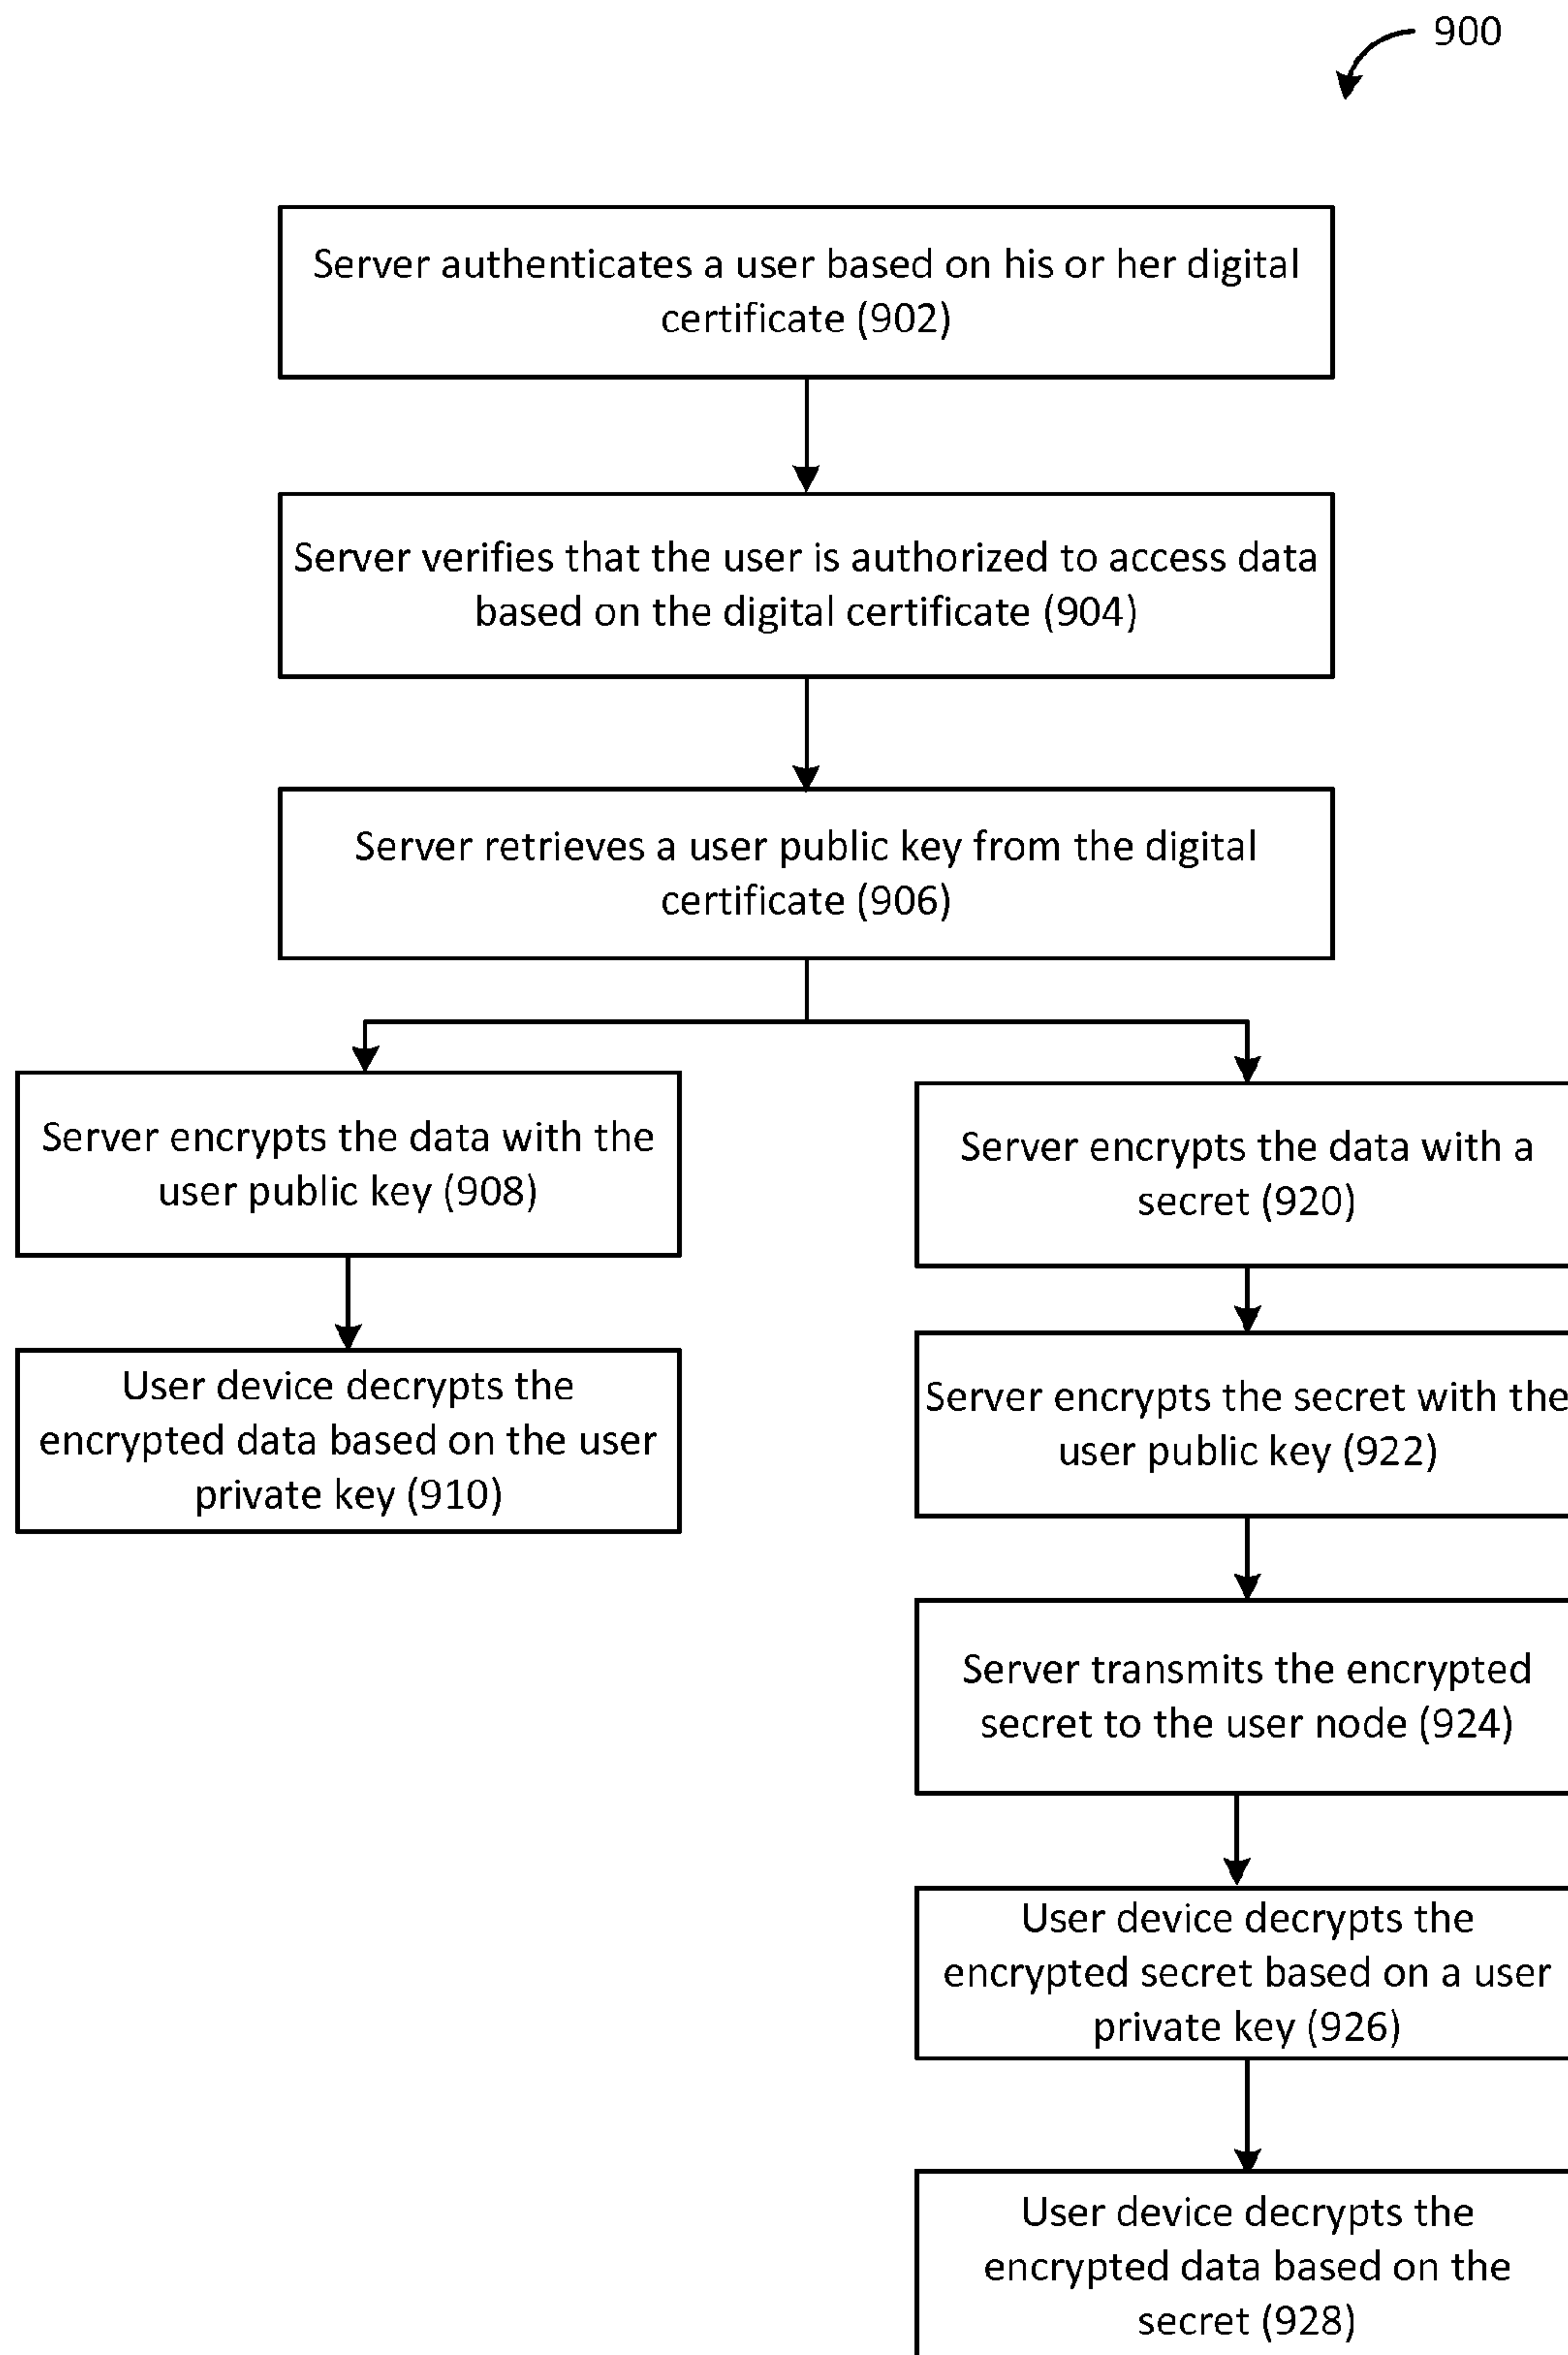 900
Server authenticates a user based on his or her digital
certificate (902)
Server verifies that the user is authorized to access data
based on the digital certificate (904)
Server retrieves a user public key from the digital
certificate (906)
Server encrypts the data with the
user public key (908)
User device decrypts the
encrypted data based on the user
private key (910)
Server encrypts the data with a
secret (920)
Server encrypts the secret with the
user public key (922)
Server transmits the encrypted
secret to the user node (924)
User device decrypts the
encrypted secret based on a user
private key (926)
User device decrypts the
encrypted data based on the
secret (928)